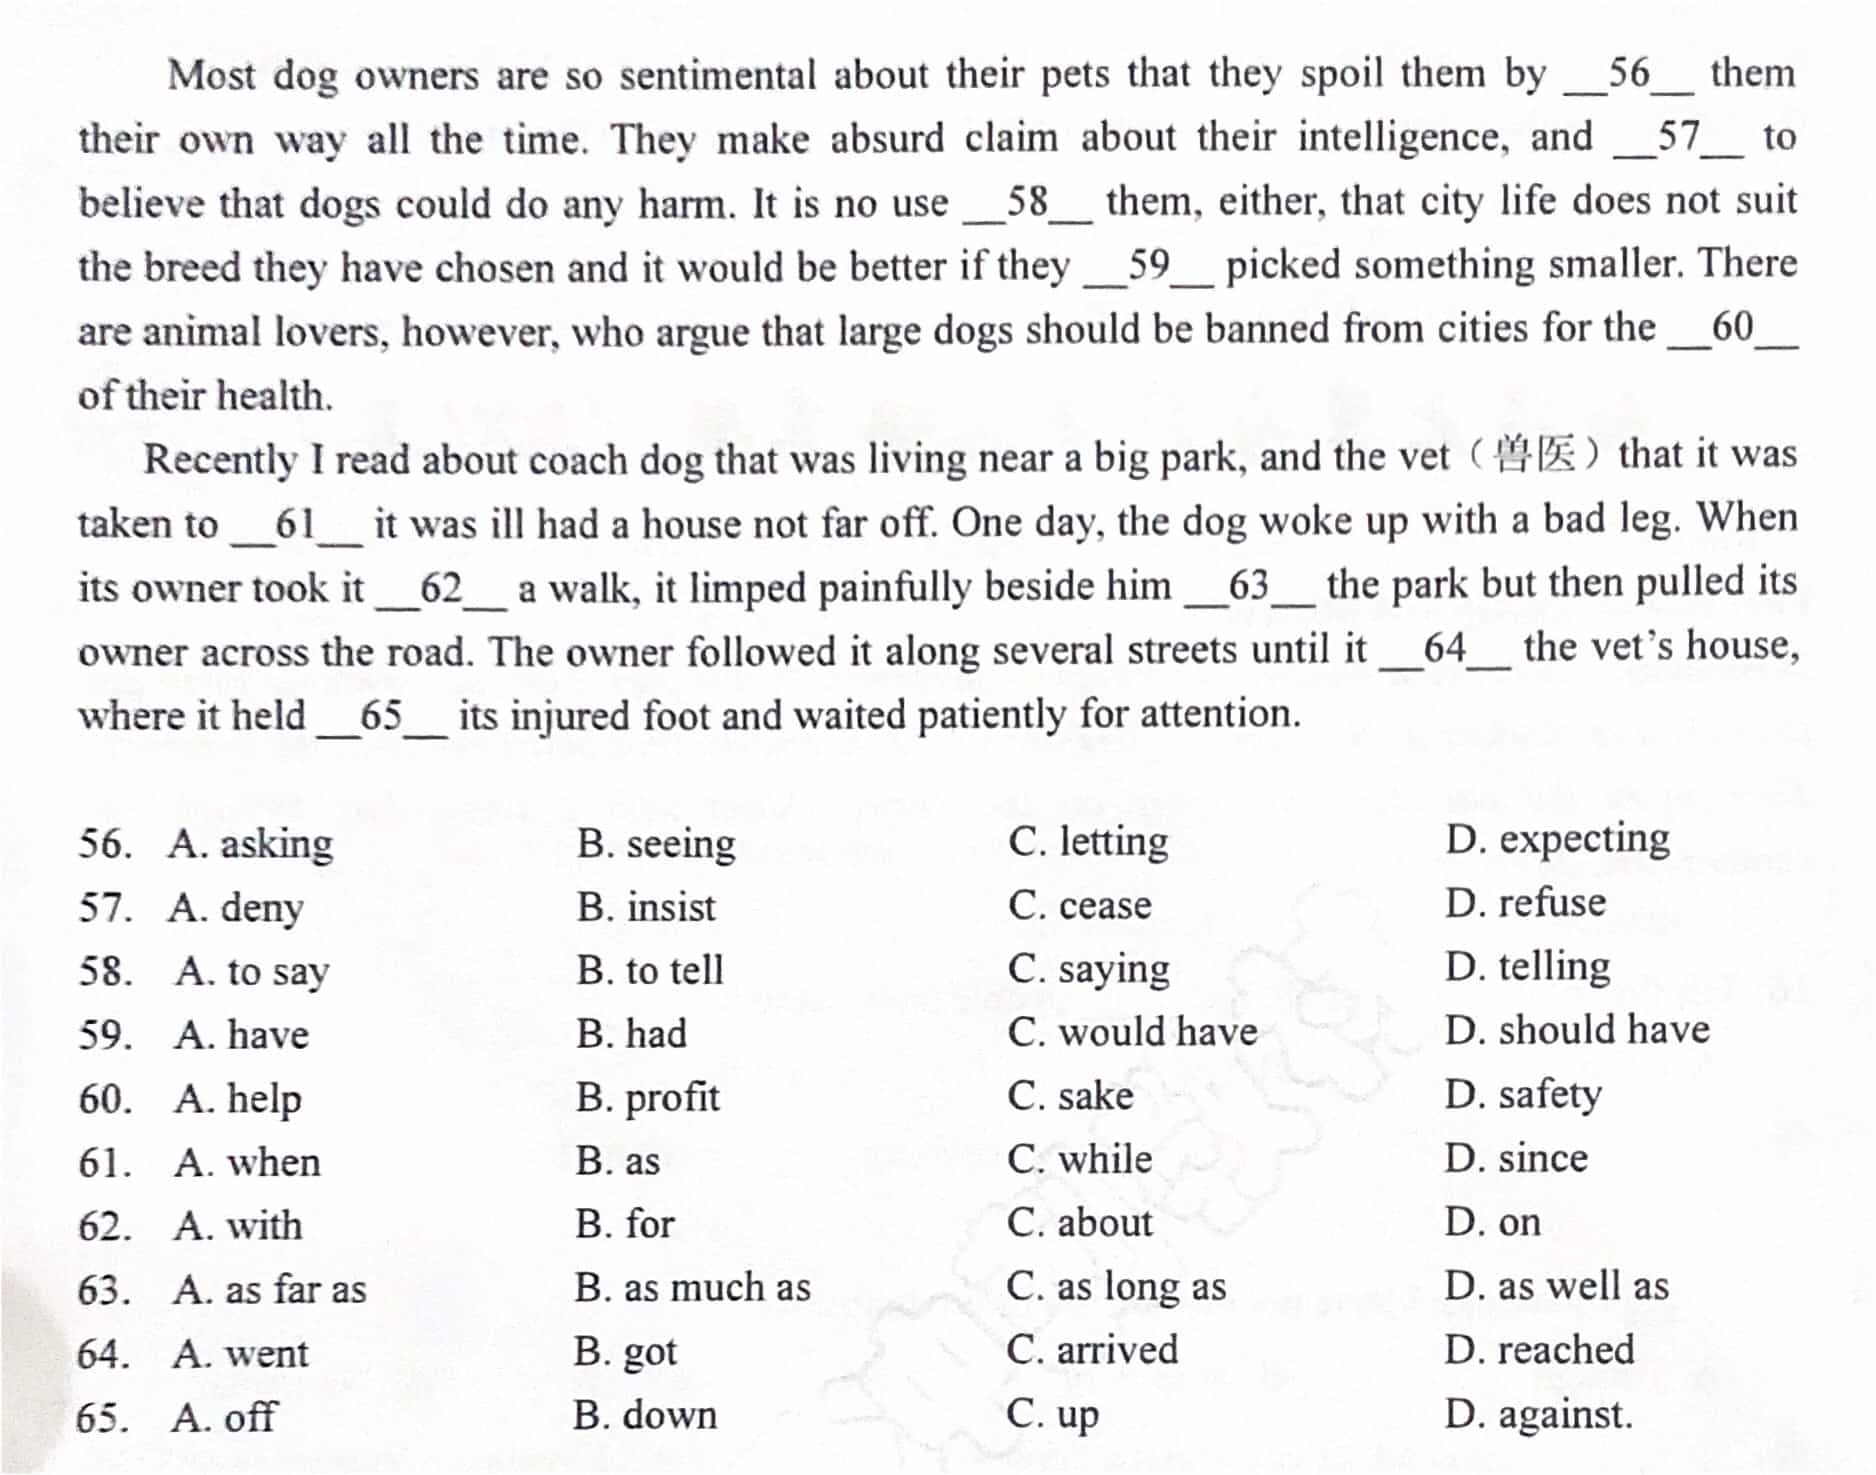 Most dog owners are so sentimental about their pets that they spoil them by __56__ them
their own way all the time. They make absurd claim about their intelligence, and __57__ to
believe that dogs could do any harm. It is no use __58__ them, either, that city life does not suit
the breed they have chosen and it would be better if they __59__ picked something smaller. There
are animal lovers, however, who argue that large dogs should be banned from cities for the __60__
of their health.
Recently I read about coach dog that was living near a big park, and the vet（兽医）that it was
taken to __61__ it was ill had a house not far off. One day, the dog woke up with a bad leg. When
its owner took it __62__ a walk, it limped painfully beside him __63__ the park but then pulled its
owner across the road. The owner followed it along several streets until it __64__ the vet's house,
where it held __65__ its injured foot and waited patiently for attention.
56. A. asking B. seeing C. letting D. expecting
57. A. deny B. insist C. cease D. refuse
58. A. to say B. to tell C. saying D. telling
59. A. have B. had C. would have D. should have
60. A. help B. profit C. sake D. safety
61. A. when B. as C. while D. since
62. A. with B. for C. about D. on
63. A. as far as B. as much as C. as long as D. as well as
64. A. went B. got C. arrived D. reached
65. A. off B. down C. up D. against.